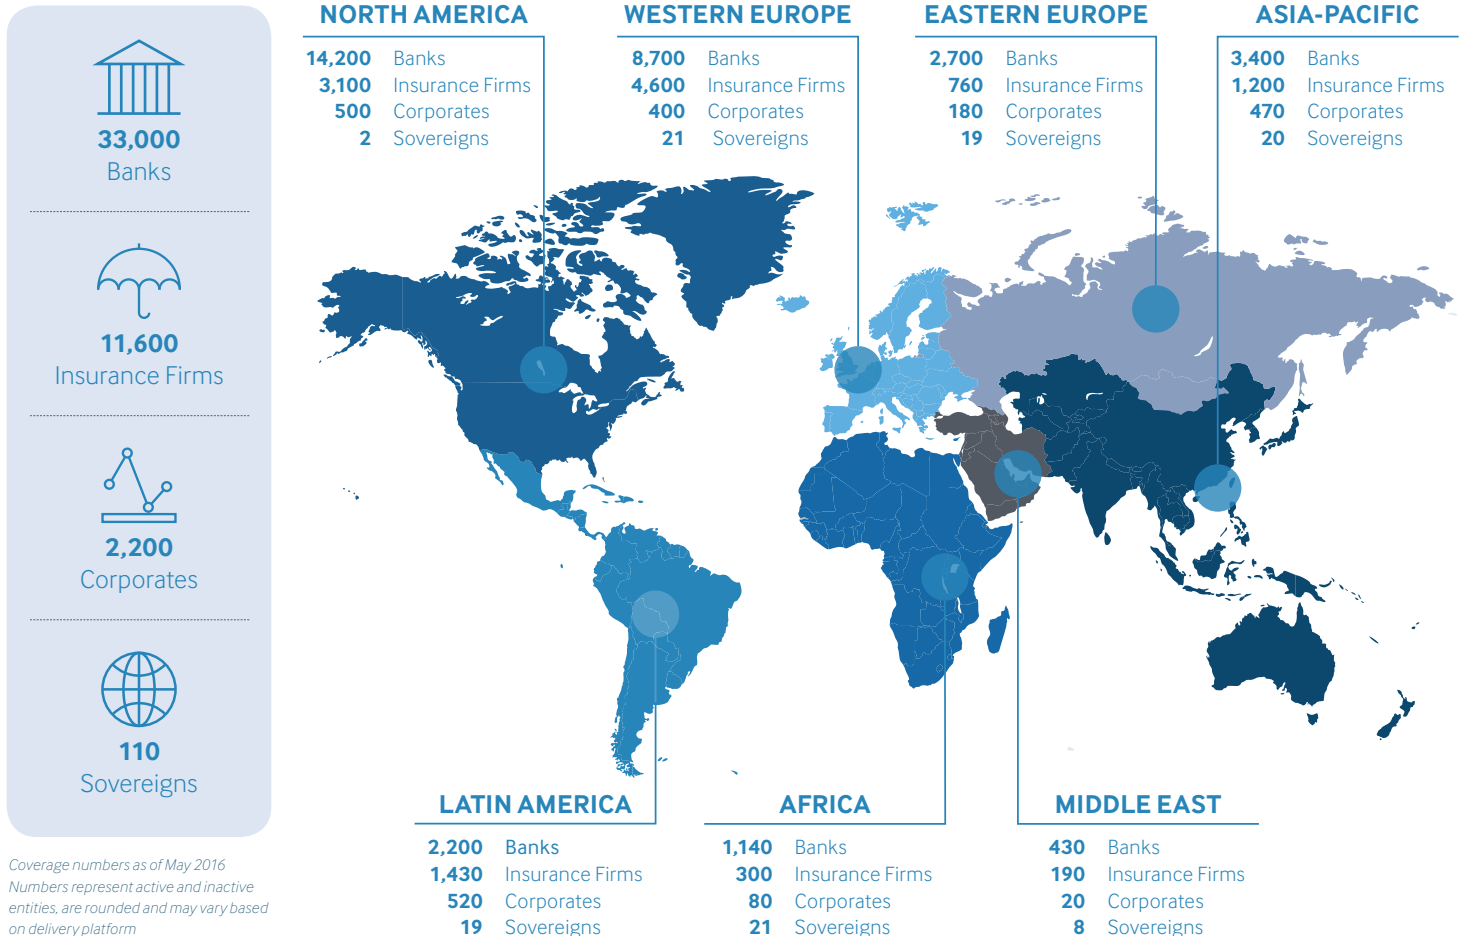 33,000
Banks
11,600
Insurance Firms
2,200
Corporates
110
Sovereigns
Coverage numbers as of May 2016
Numbers represent active and inactive
entities, are rounded and may vary based
on delivery platform
NORTH AMERICA
14,200 Banks
3,100 Insurance Firms
500 Corporates
2 Sovereigns
WESTERN EUROPE
8,700 Banks
4,600 Insurance Firms
400 Corporates
21 Sovereigns
EASTERN EUROPE
2,700 Banks
760 Insurance Firms
180 Corporates
19 Sovereigns
ASIA-PACIFIC
3,400 Banks
1,200 Insurance Firms
470 Corporates
20 Sovereigns
LATIN AMERICA
2,200 Banks
1,430 Insurance Firms
520 Corporates
19 Sovereigns
AFRICA
1,140 Banks
300 Insurance Firms
80 Corporates
21 Sovereigns
MIDDLE EAST
430 Banks
190 Insurance Firms
20 Corporates
8 Sovereigns